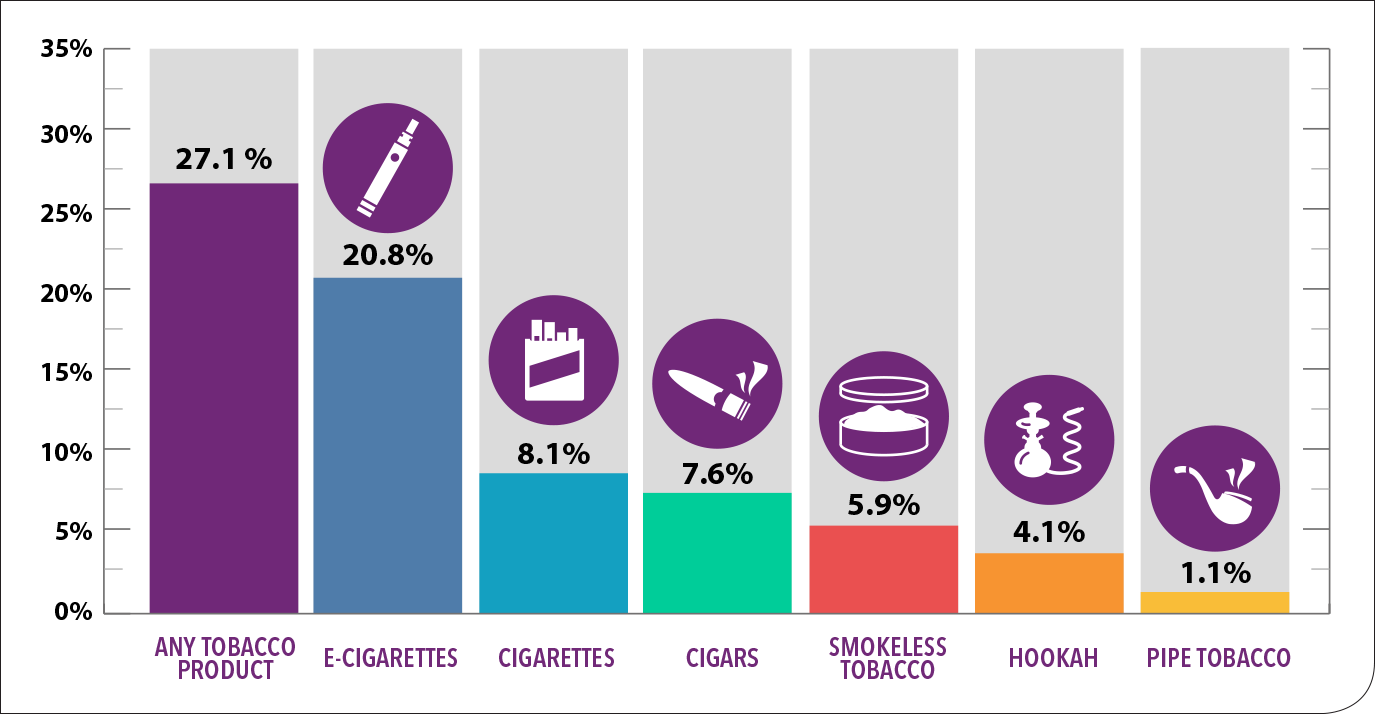 35%
30%
25%
20%
15%
10%
5%
0%
27.1 %
20.8%
8.1%
7.6%
5.9%
4.1%
1.1%
ANY TOBACCO
PRODUCT
E-CIGARETTES
CIGARETTES
CIGARS
SMOKELESS
TOBACCO
HOOKAH
PIPE TOBACCO